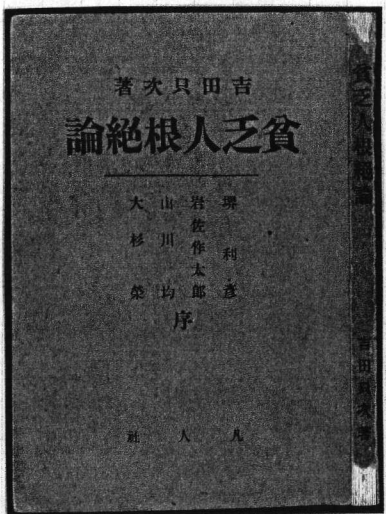 吉田只次著
貧乏人根絶論
堺利彦
岩佐作太郎
山川均
大杉榮
序
凡人社
貧乏人根絶論
吉田只次著